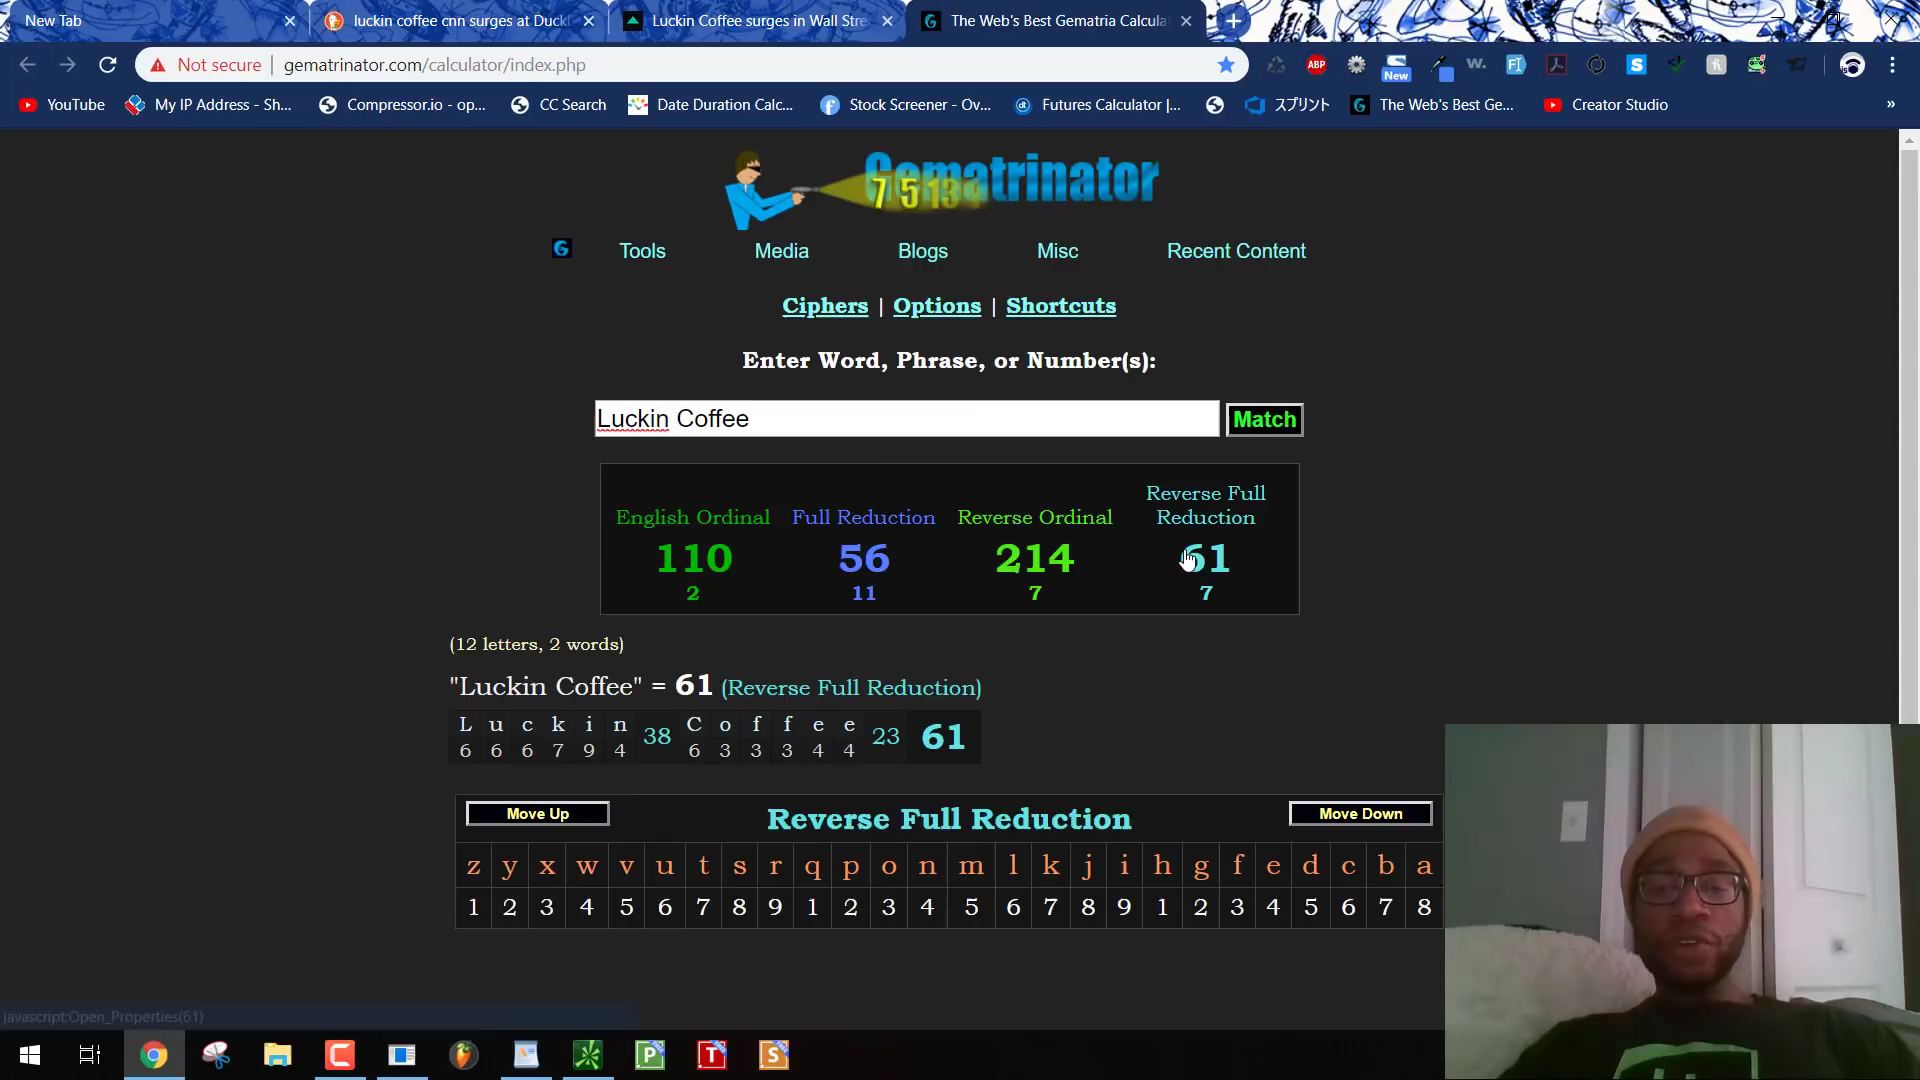 New Tab
luckin coffee cnn surges at Duck
Luckin Coffee surges in Wall Stre
The Web's Best Gematria Calcula
Not secure
gematrinator.com/calculator/index.php
ABP
New
YouTube
My IP Address - Sh...
Compressor.io - op...
CC Search
Date Duration Calc...
Stock Screener - Ov...
Futures Calculator |...
スプリント
The Web's Best Ge...
Creator Studio
»
Gematrinator
7 5 13
Tools
Media
Blogs
Misc
Recent Content
Ciphers | Options | Shortcuts
Enter Word, Phrase, or Number(s):
Luckin Coffee
Match
English Ordinal
Full Reduction
Reverse Ordinal
Reverse Full Reduction
110
56
214
61
2
11
7
7
(12 letters, 2 words)
"Luckin Coffee" = 61 (Reverse Full Reduction)
L u c k i n 38 C o f f e e 23 61
6 6 6 7 9 4 6 3 3 3 4 4
Move Up
Reverse Full Reduction
Move Down
z y x w v u t s r q p o n m l k j i h g f e d c b a
1 2 3 4 5 6 7 8 9 1 2 3 4 5 6 7 8 9 1 2 3 4 5 6 7 8
javascript:Open_Properties(61)
P
T
S